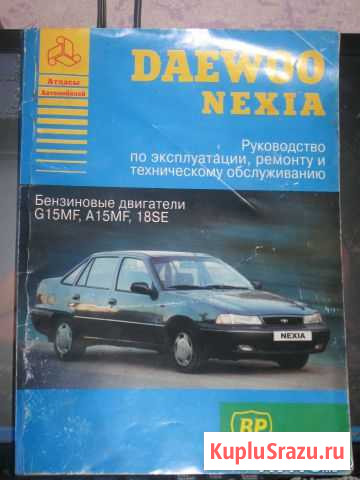 Атласы
Автомобилей
DAEWOO
NEXIA
Руководство
по эксплуатации, ремонту и
техническому обслуживанию
Бензиновые двигатели
G15MF, A15MF, 18SE
NEXIA
BP
KupluSrazu.ru